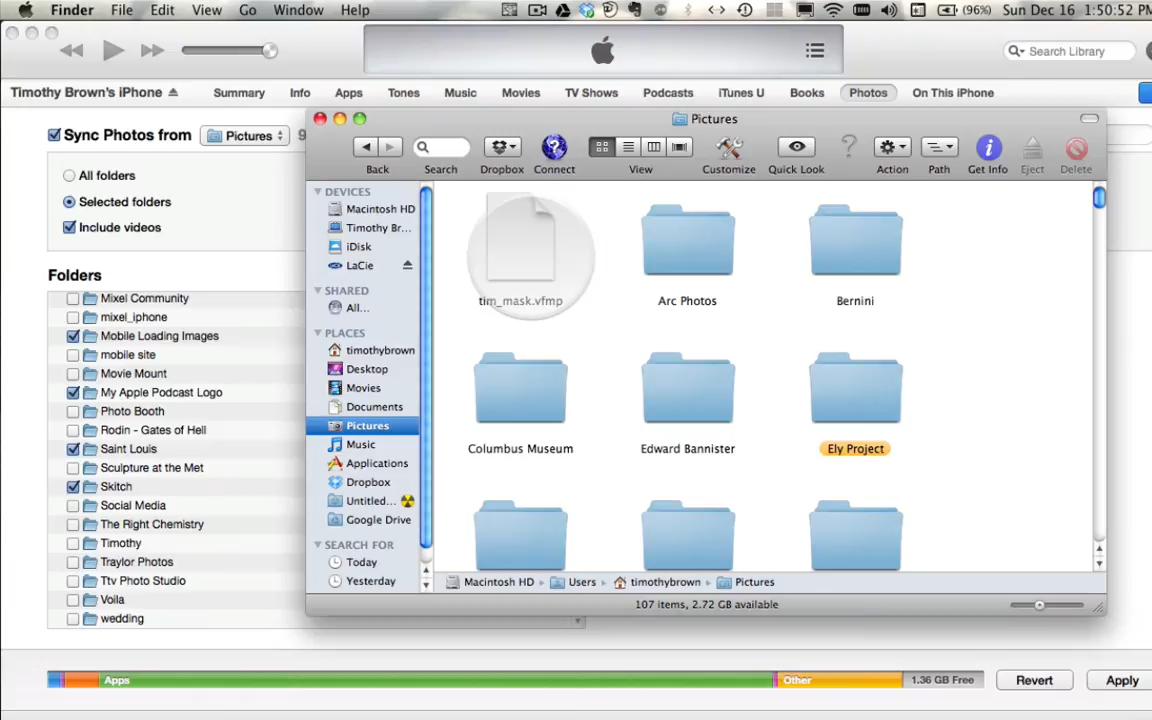 Finder File Edit View Go Window Help (96%) Sun Dec 16 1:50:52 PM
Search Library
Timothy Brown's iPhone Summary Info Apps Tones Music Movies TV Shows Podcasts iTunes U Books Photos On This iPhone
Sync Photos from Pictures 9
All folders
Selected folders
Include videos
Folders
Mixel Community
mixel_iphone
Mobile Loading Images
mobile site
Movie Mount
My Apple Podcast Logo
Photo Booth
Rodin - Gates of Hell
Saint Louis
Sculpture at the Met
Skitch
Social Media
The Right Chemistry
Timothy
Traylor Photos
Ttv Photo Studio
Voila
wedding
Pictures
Back Search Dropbox Connect View Customize Quick Look Action Path Get Info Eject Delete
DEVICES
Macintosh HD
Timothy Br...
iDisk
LaCie
SHARED
All...
PLACES
timothybrown
Desktop
Movies
Documents
Pictures
Music
Applications
Dropbox
Untitled...
Google Drive
SEARCH FOR
Today
Yesterday
tim_mask.vfmp Arc Photos Bernini
Columbus Museum Edward Bannister Ely Project
Macintosh HD Users timothybrown Pictures
107 items, 2.72 GB available
Apps Other 1.36 GB Free Revert Apply